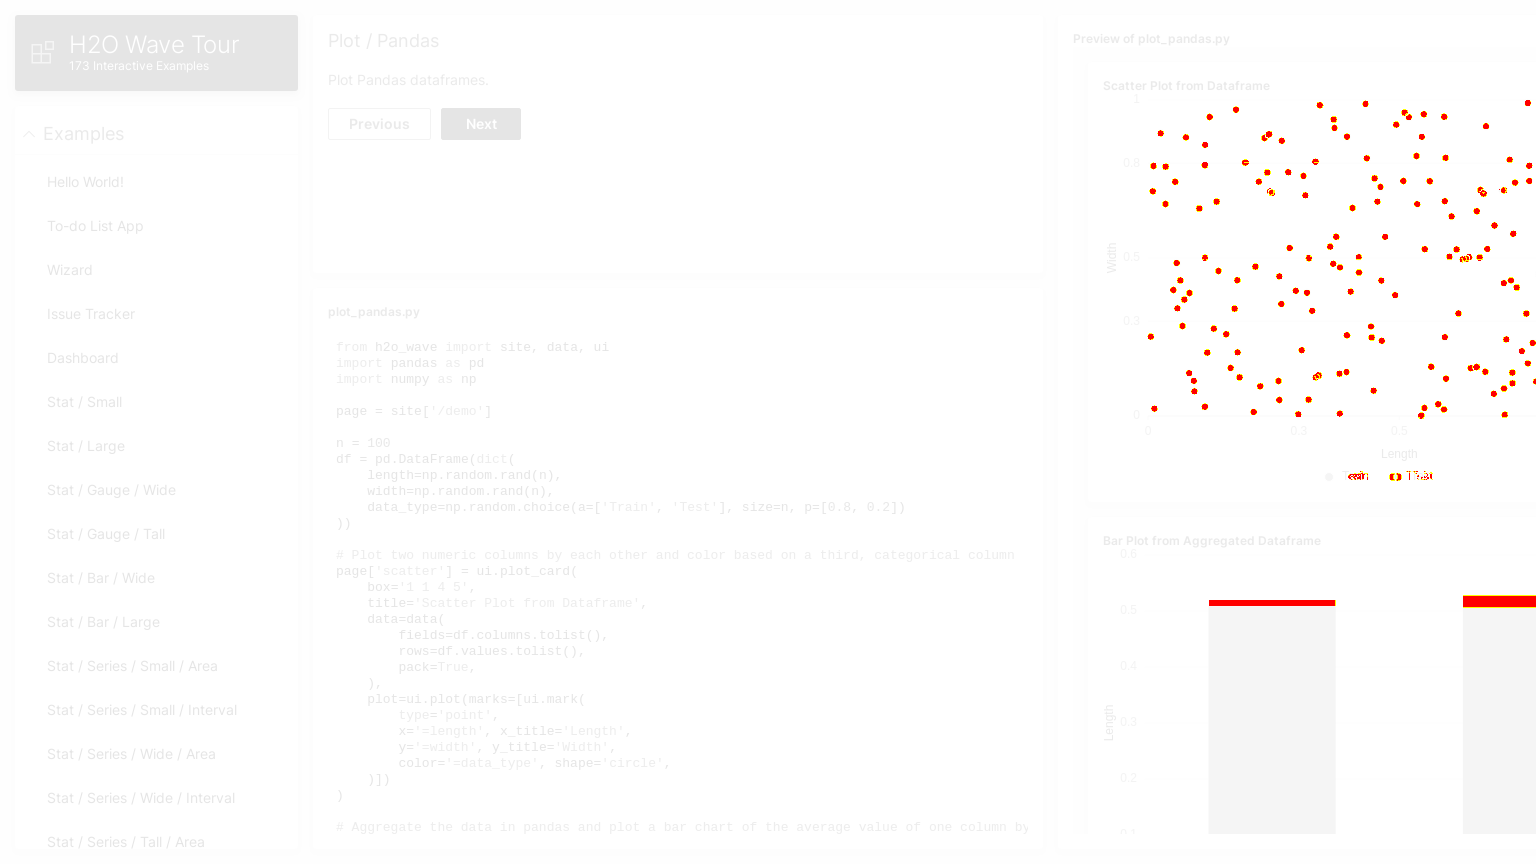 H2O Wave Tour
173 Interactive Examples
Examples
Hello World!
To-do List App
Wizard
Issue Tracker
Dashboard
Stat / Small
Stat / Large
Stat / Gauge / Wide
Stat / Gauge / Tall
Stat / Bar / Wide
Stat / Bar / Large
Stat / Series / Small / Area
Stat / Series / Small / Interval
Stat / Series / Wide / Area
Stat / Series / Wide / Interval
Stat / Series / Tall / Area
Plot / Pandas
Plot Pandas dataframes.
Previous
Next
plot_pandas.py
from h2o_wave import site, data, ui
import pandas as pd
import numpy as np
page = site['/demo']
n = 100
df = pd.DataFrame(dict(
length=np.random.rand(n),
width=np.random.rand(n),
data_type=np.random.choice(a=['Train', 'Test'], size=n, p=[0.8, 0.2])
))
# Plot two numeric columns by each other and color based on a third, categorical column
page['scatter'] = ui.plot_card(
box='1 1 4 5',
title='Scatter Plot from Dataframe',
data=data(
fields=df.columns.tolist(),
rows=df.values.tolist(),
pack=True,
),
plot=ui.plot(marks=[ui.mark(
type='point',
x='=length', x_title='Length',
y='=width', y_title='Width',
color='=data_type', shape='circle',
)])
)
# Aggregate the data in pandas and plot a bar chart of the average value of one column by
Preview of plot_pandas.py
Scatter Plot from Dataframe
1
0.8
0.5
0.3
0
Width
0
0.3
0.5
Length
Bar Plot from Aggregated Dataframe
0.6
0.5
0.4
0.3
0.2
0.1
Length